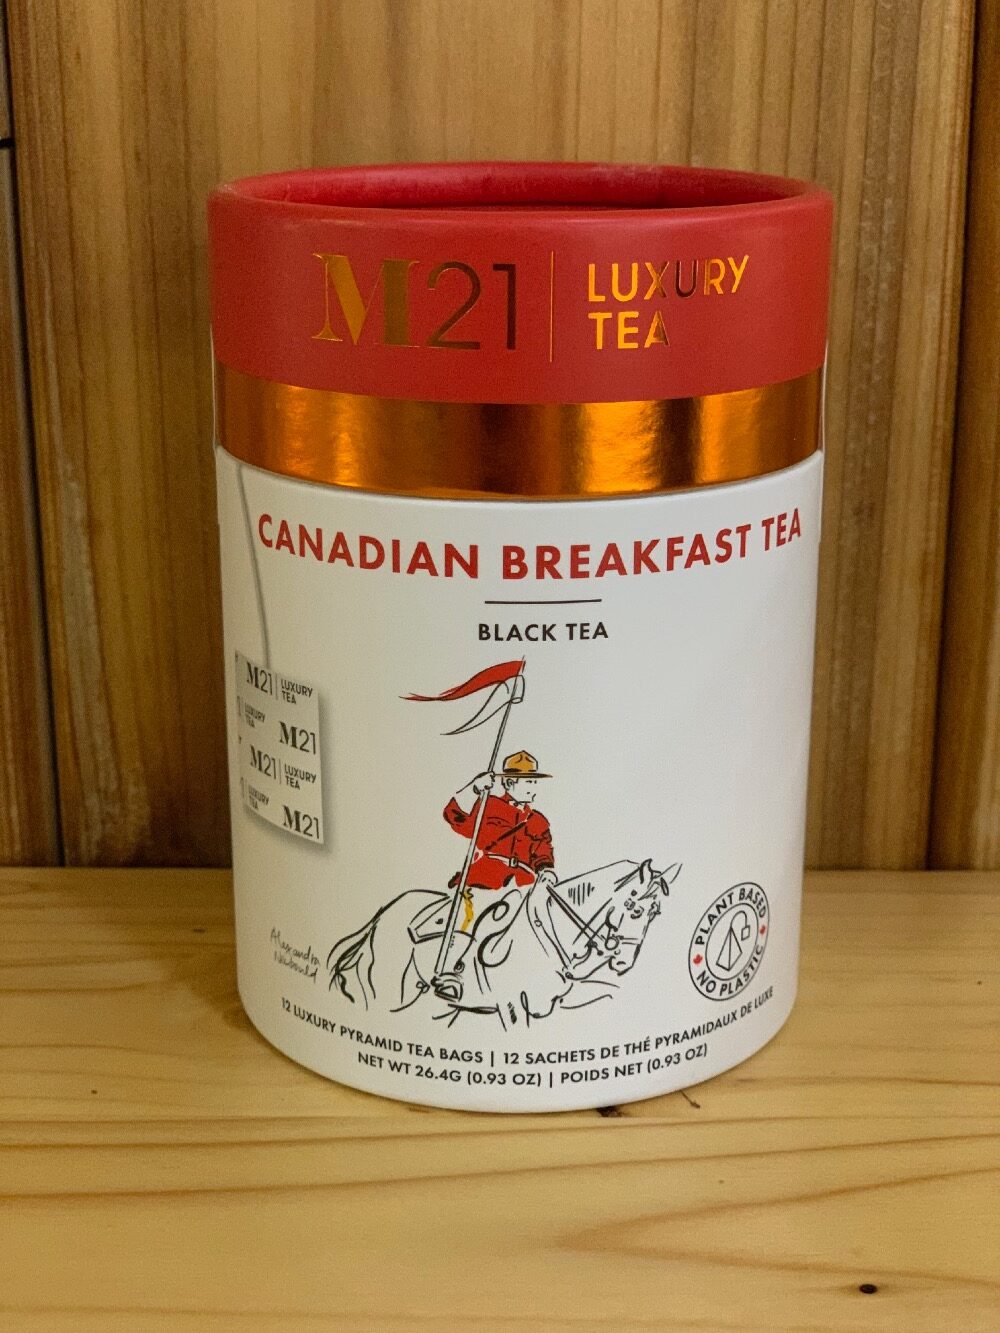 M21 | LUXURY
TEA
CANADIAN BREAKFAST TEA
BLACK TEA
M21 | LUXURY
TEA
LUXURY
TEA
M21
M21 | LUXURY
TEA
LUXURY
TEA
M21
Alexandra
PLANT BASED
NO PLASTIC
12 LUXURY PYRAMID TEA BAGS | 12 SACHETS DE THÉ PYRAMIDAUX DE LUXE
NET WT 26.4G (0.93 OZ) | POIDS NET (0.93 OZ)